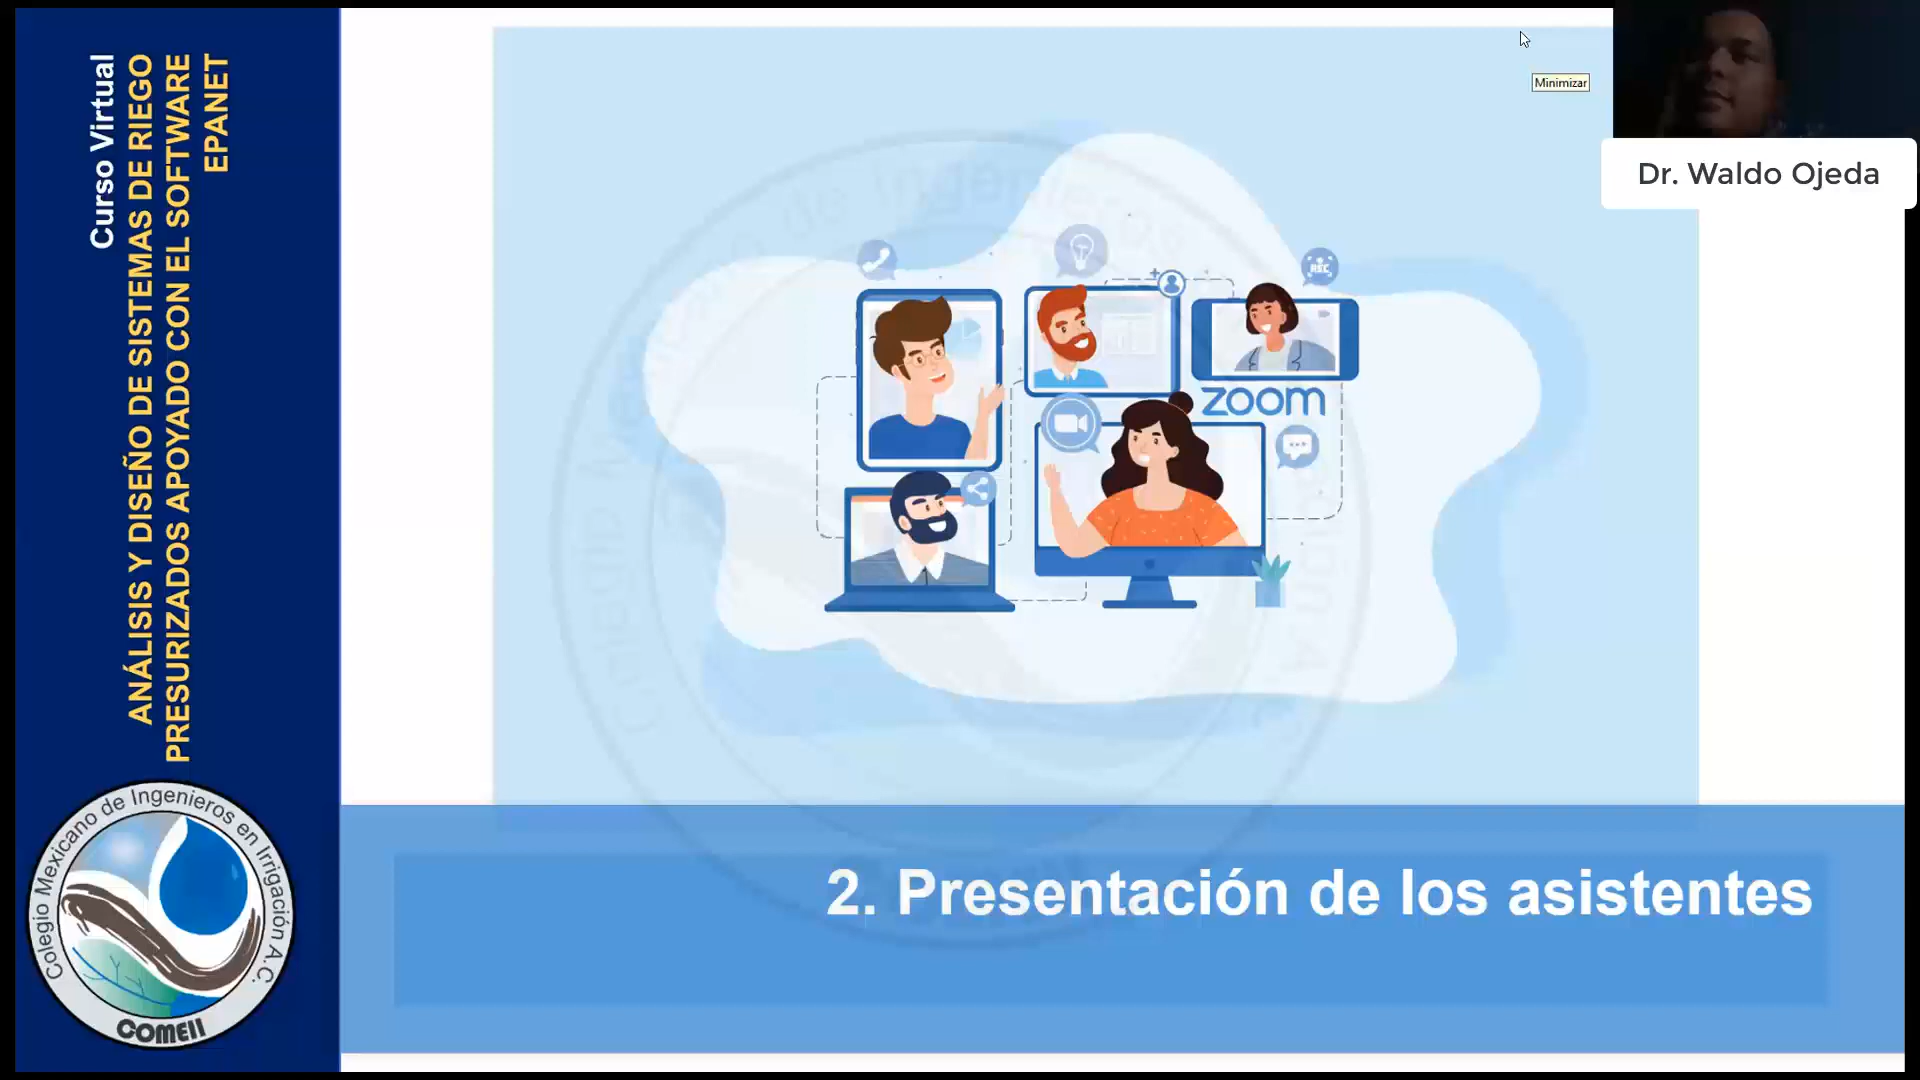 Curso Virtual
ANÁLISIS Y DISEÑO DE SISTEMAS DE RIEGO
PRESURIZADOS APOYADO CON EL SOFTWARE
EPANET
Colegio Mexicano de Ingenieros en Irrigación A.C.
COMEII
Minimizar
Dr. Waldo Ojeda
REC
zoom
2. Presentación de los asistentes